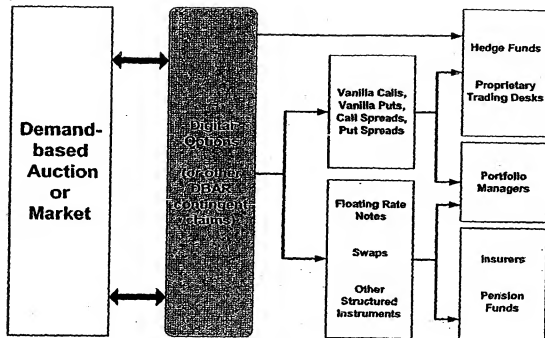 Demand-
based
Auction
or
Market
Digital
Options
(or other
DBAR
contingent
claims)
Vanilla Calls,
Vanilla Puts,
Call Spreads,
Put Spreads
Floating Rate
Notes
Swaps
Other
Structured
Instruments
Hedge Funds
Proprietary
Trading Desks
Portfolio
Managers
Insurers
Pension
Funds